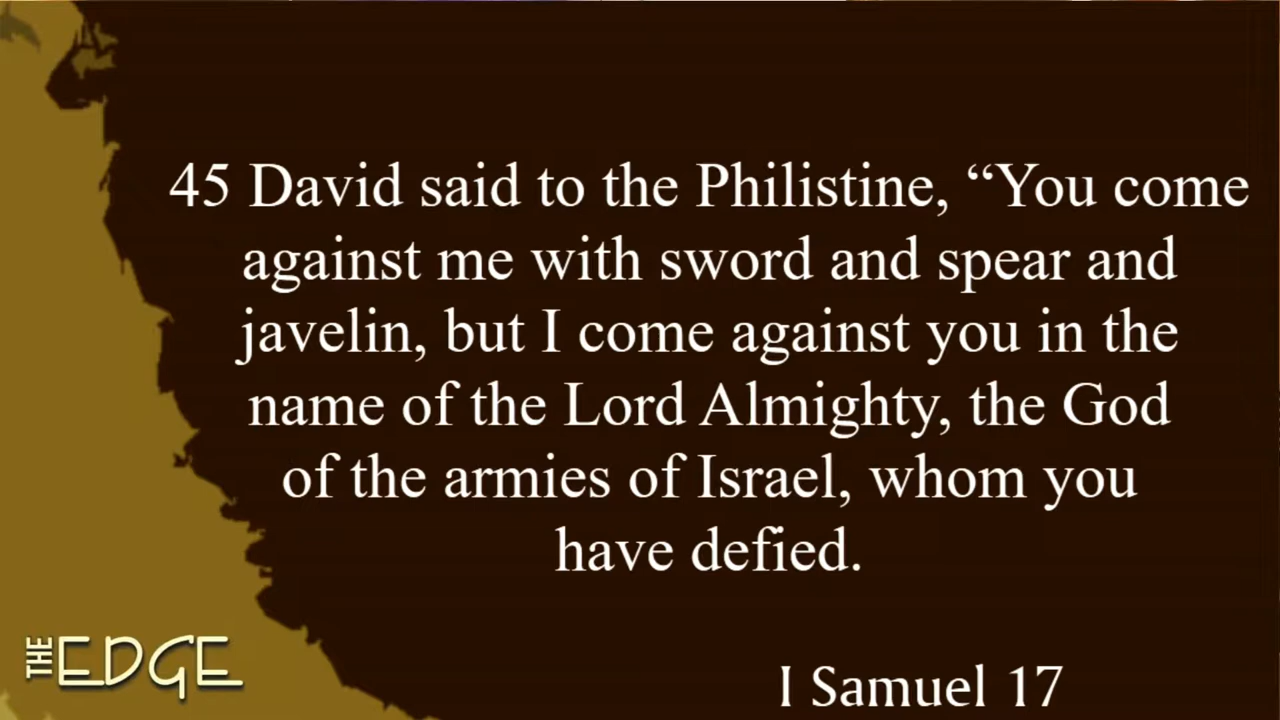 45 David said to the Philistine, “You come
against me with sword and spear and
javelin, but I come against you in the
name of the Lord Almighty, the God
of the armies of Israel, whom you
have defied.
THE EDGE
I Samuel 17